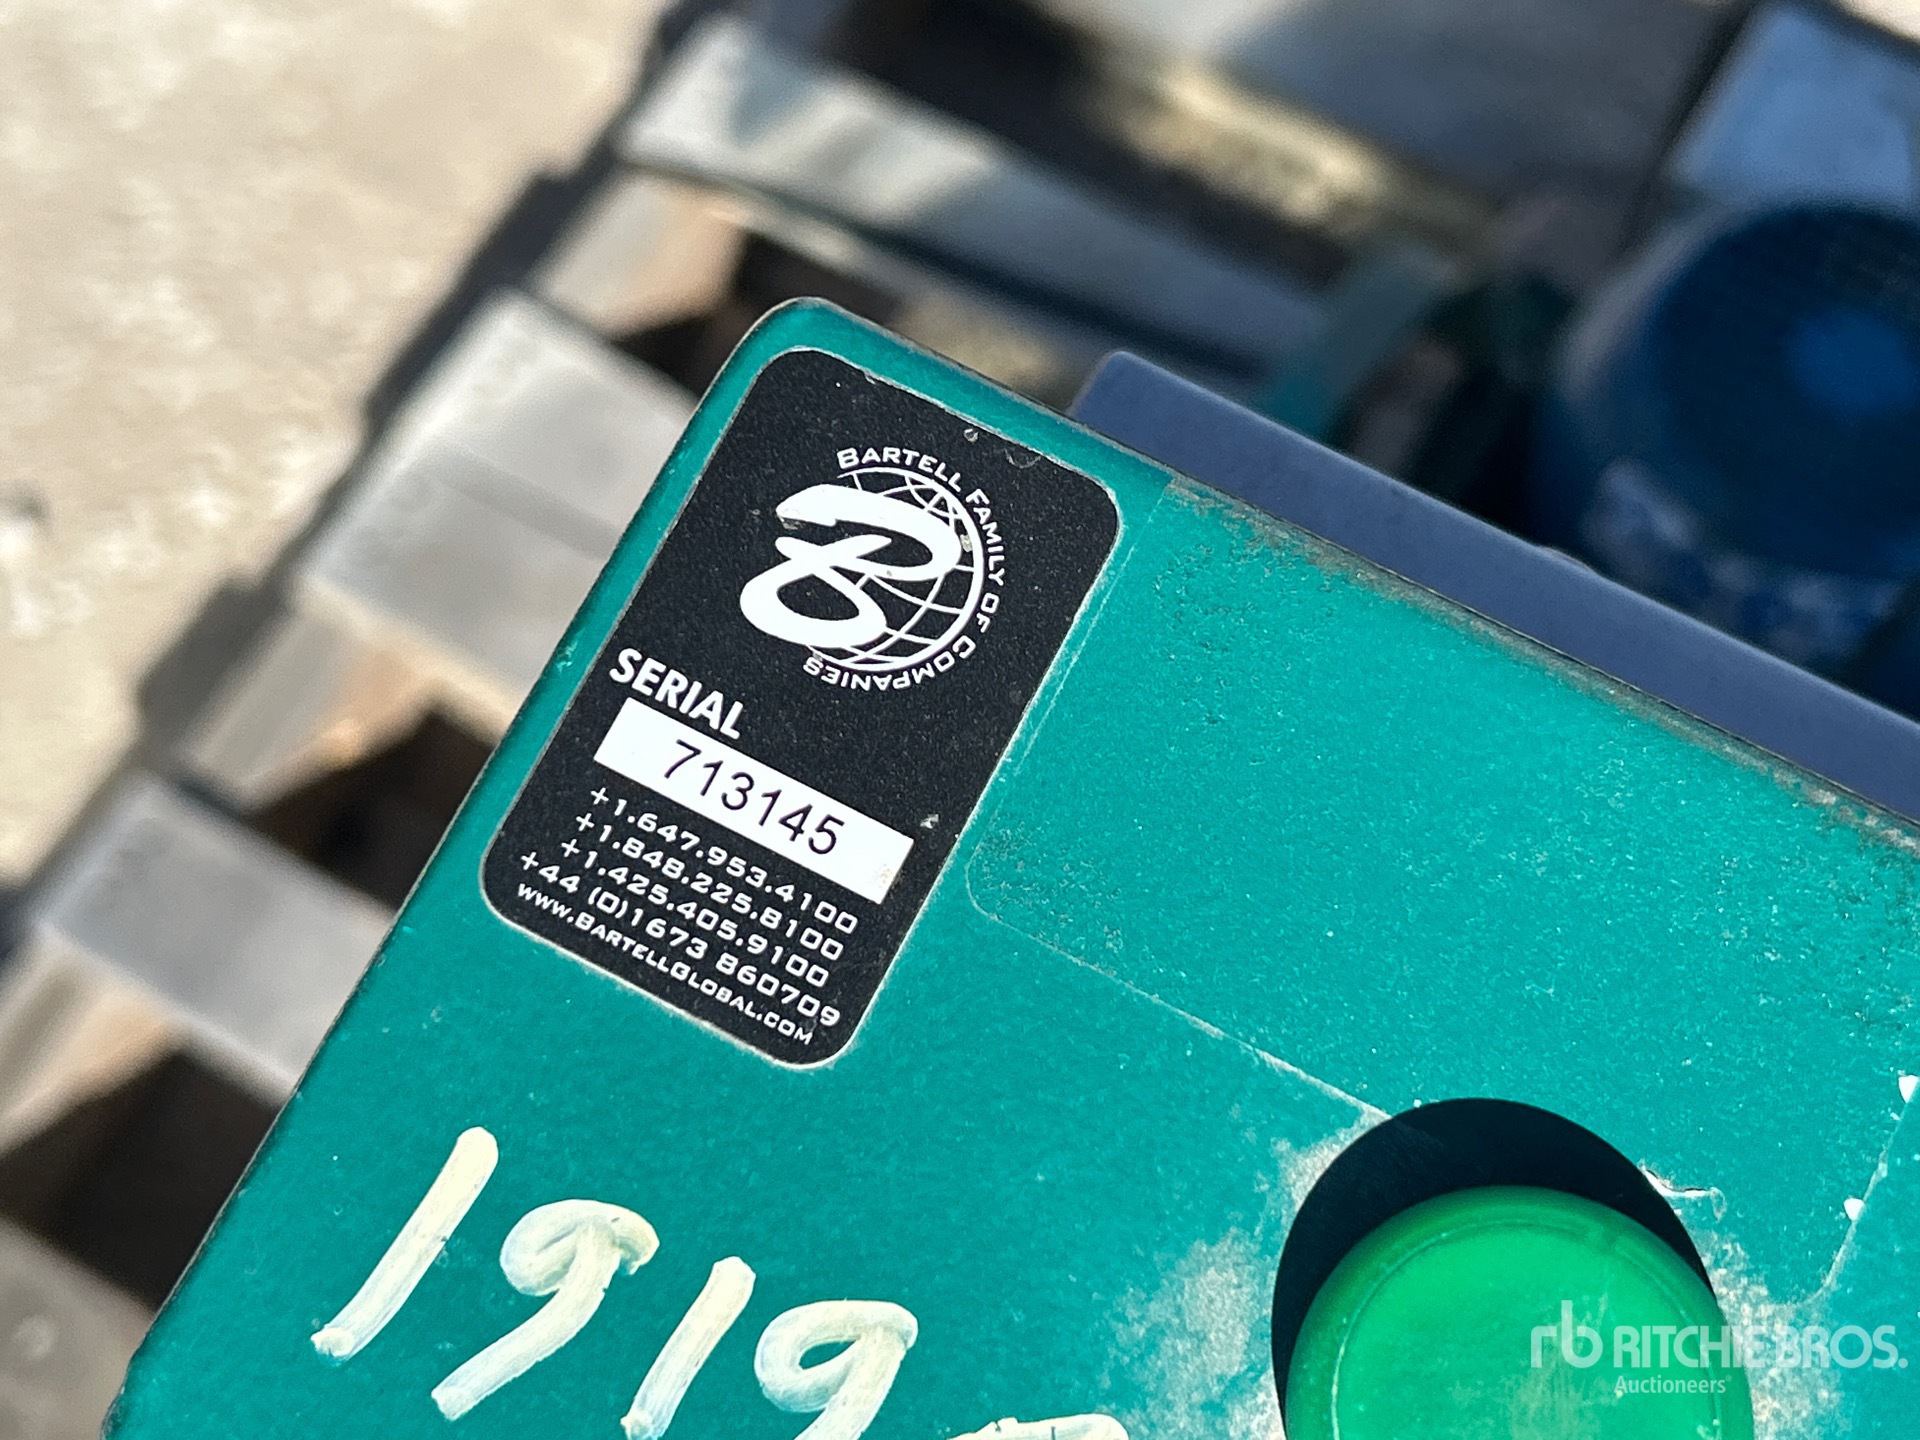 BARTELL FAMILY OF COMPANIES
B
SERIAL
713145
+1.647.953.4100
+1.848.225.8100
+1.425.405.9100
+44 (0)1673 860709
www.BARTELLGLOBAL.COM
1919
rb RITCHIE BROS.
Auctioneers